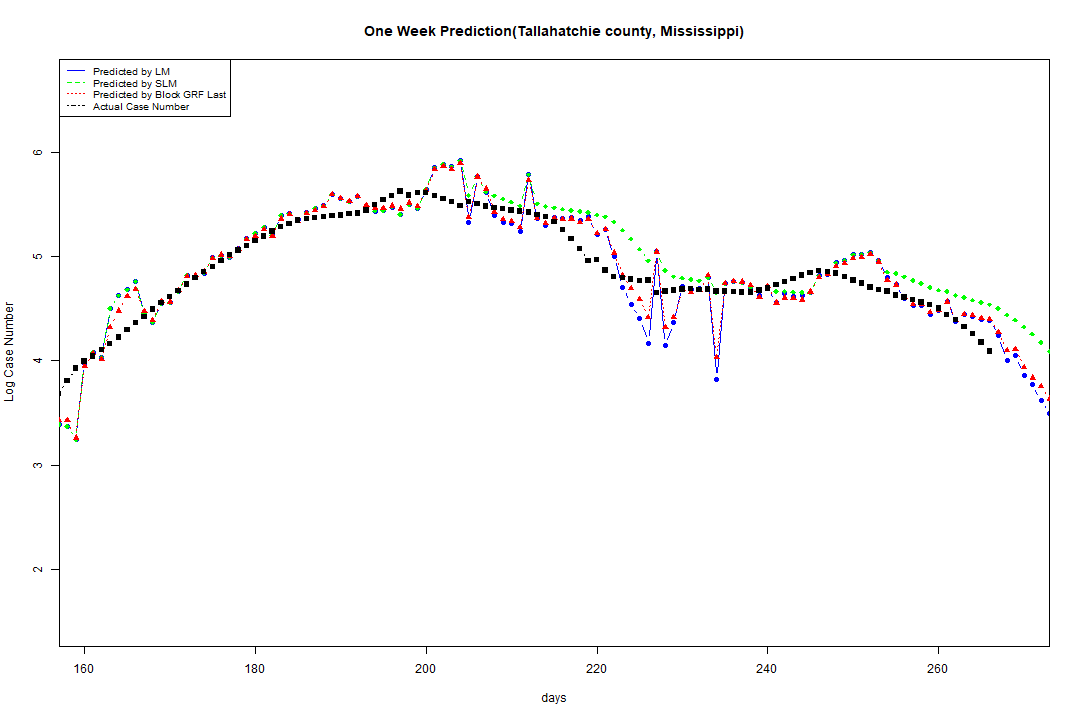 One Week Prediction(Tallahatchie county, Mississippi)
Predicted by LM
Predicted by SLM
Predicted by Block GRF Last
Actual Case Number
6
5
4
3
2
Log Case Number
160 180 200 220 240 260
days